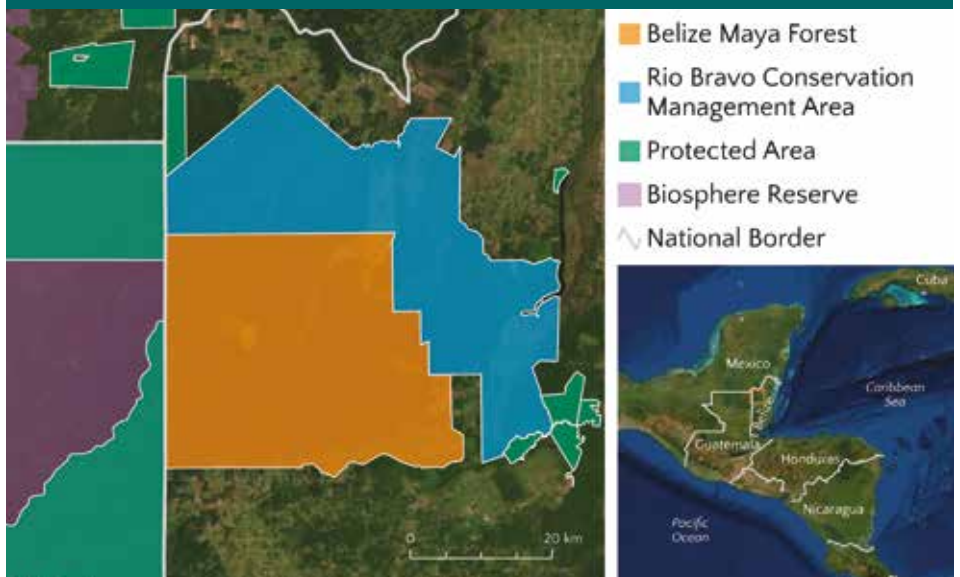 Belize Maya Forest
Rio Bravo Conservation
Management Area
Protected Area
Biosphere Reserve
National Border
0 20 km
Cuba
Mexico
Caribbean
Sea
Belize
Guatemala
Honduras
Nicaragua
Pacific
Ocean